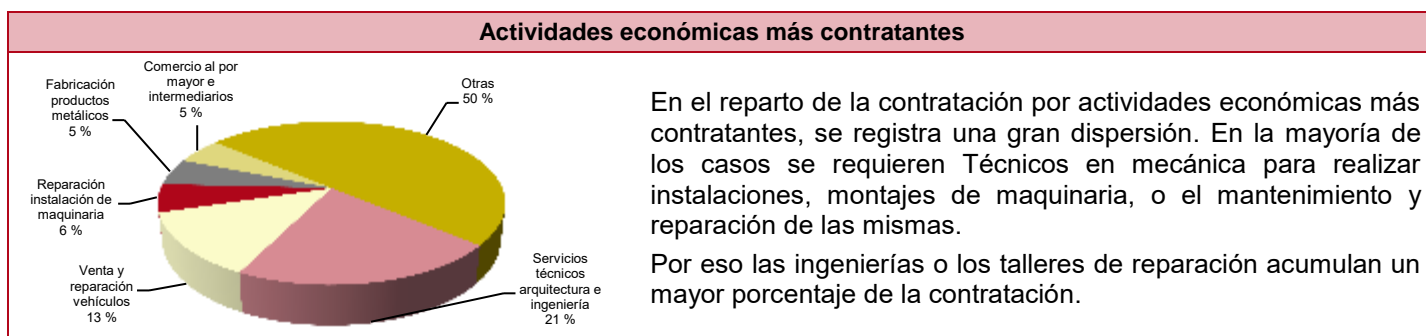 Actividades económicas más contratantes
Comercio al por
mayor e
intermediarios
5 %
Fabricación
productos
metálicos
5 %
Otras
50 %
Reparación
instalación de
maquinaria
6 %
Venta y
reparación
vehículos
13 %
Servicios
técnicos
arquitectura e
ingeniería
21 %
En el reparto de la contratación por actividades económicas más
contratantes, se registra una gran dispersión. En la mayoría de
los casos se requieren Técnicos en mecánica para realizar
instalaciones, montajes de maquinaria, o el mantenimiento y
reparación de las mismas.
Por eso las ingenierías o los talleres de reparación acumulan un
mayor porcentaje de la contratación.